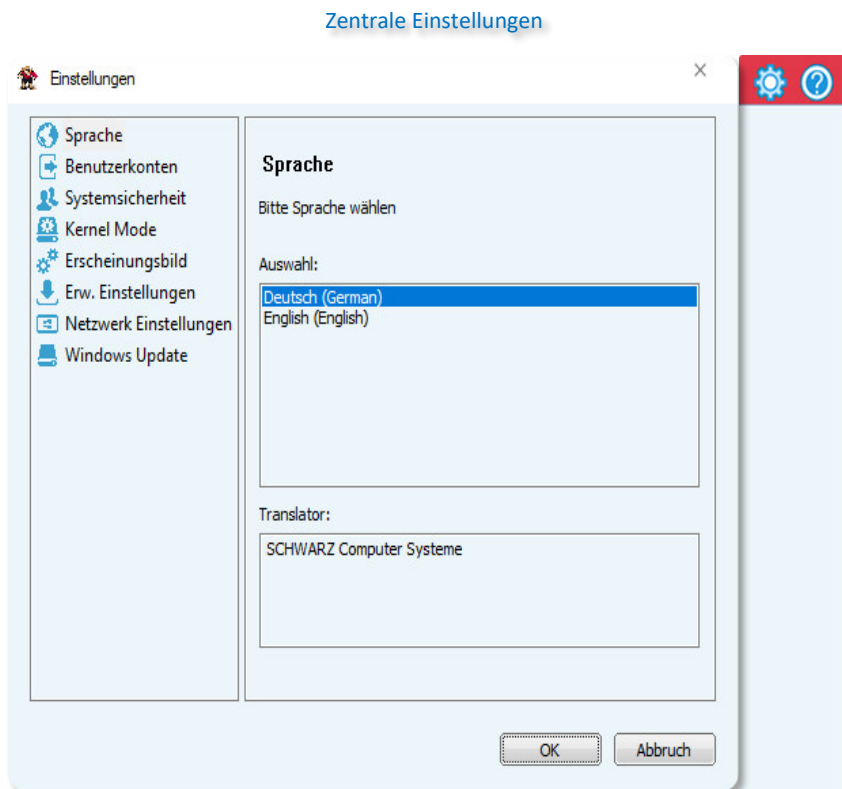 Zentrale Einstellungen
Einstellungen
Sprache
Benutzerkonten
Systemsicherheit
Kernel Mode
Erscheinungsbild
Erw. Einstellungen
Netzwerk Einstellungen
Windows Update
Sprache
Bitte Sprache wählen
Auswahl:
Deutsch (German)
English (English)
Translator:
SCHWARZ Computer Systeme
OK
Abbruch